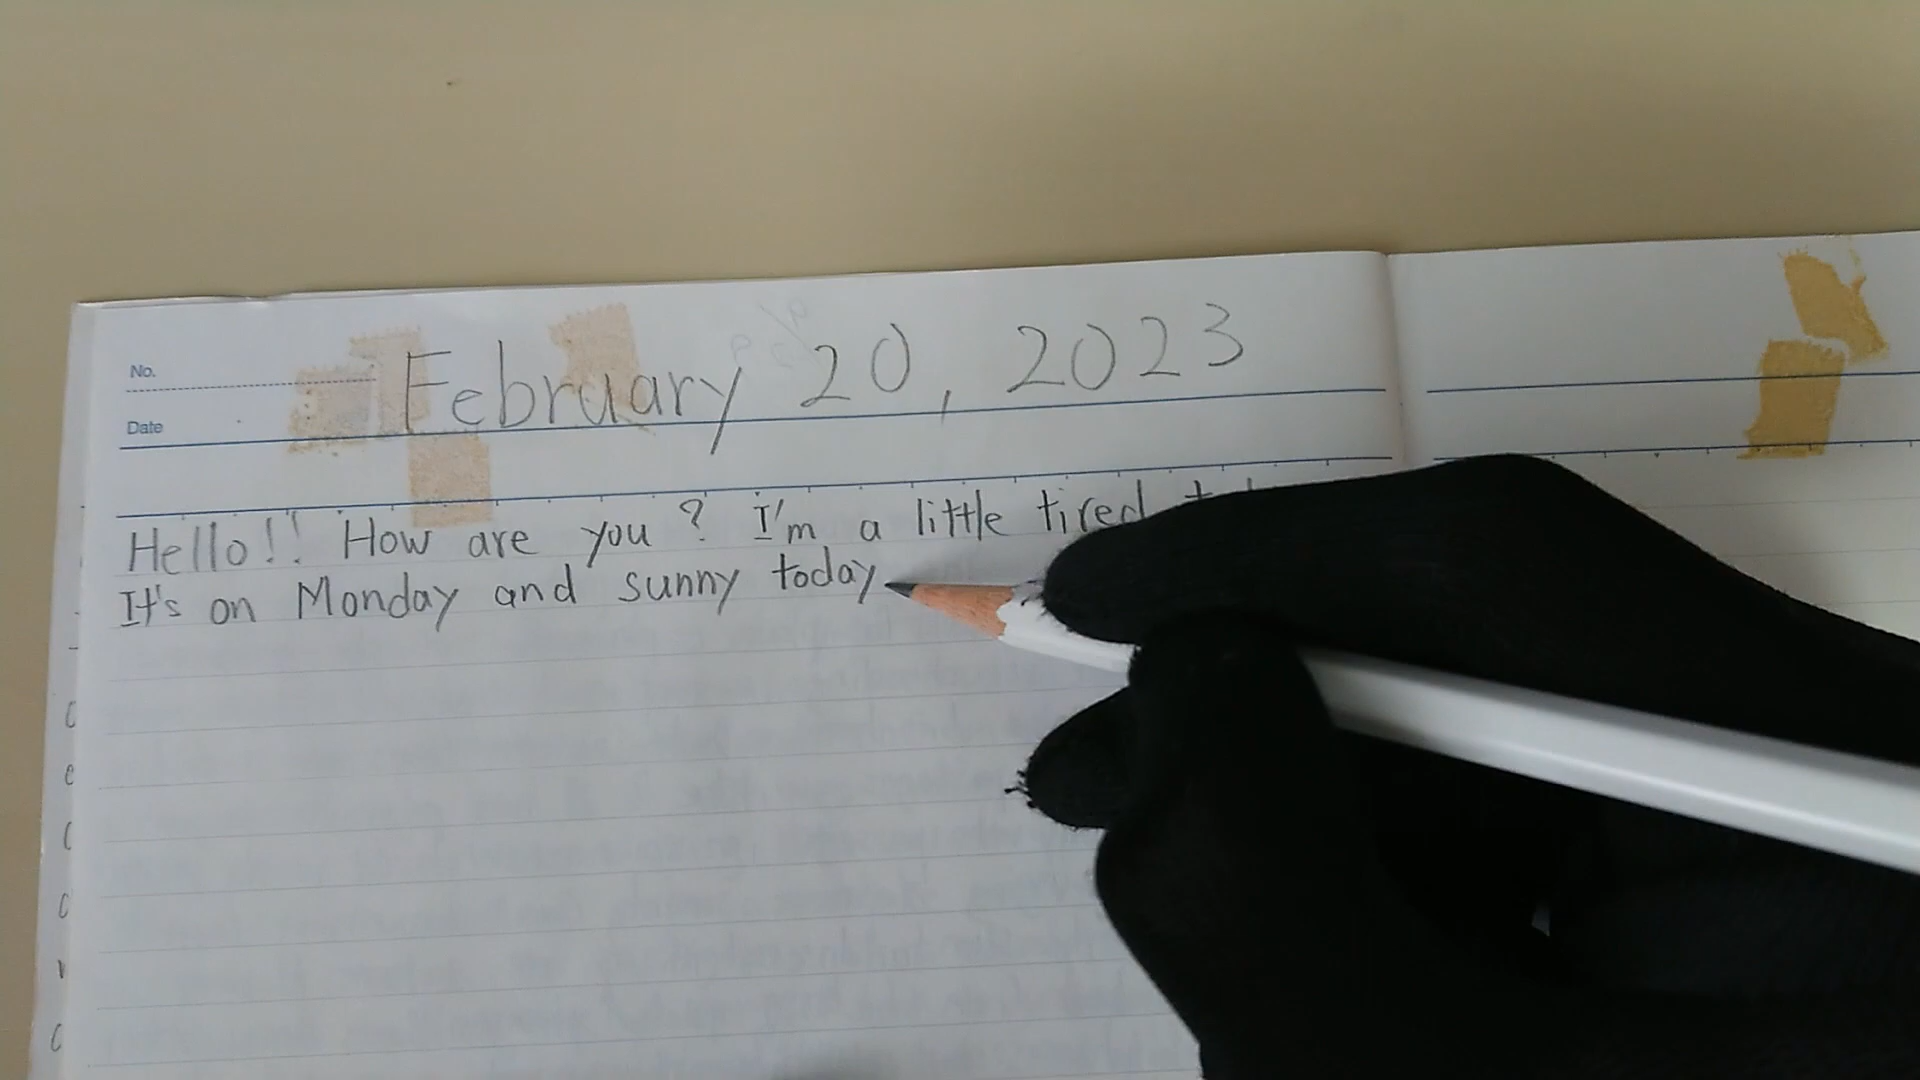 No.
Date
February 20, 2023
Hello!! How are you? I'm a little tired
It's on Monday and sunny today